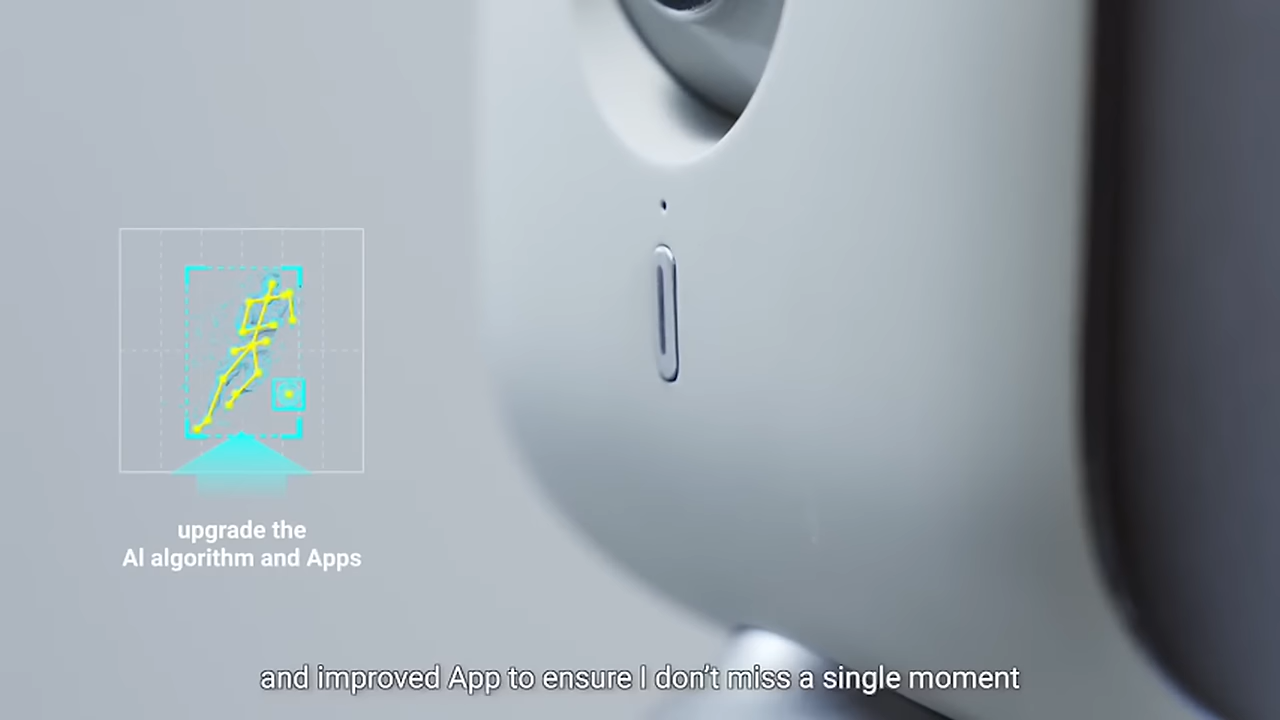 upgrade the
AI algorithm and Apps
and improved App to ensure I don't miss a single moment